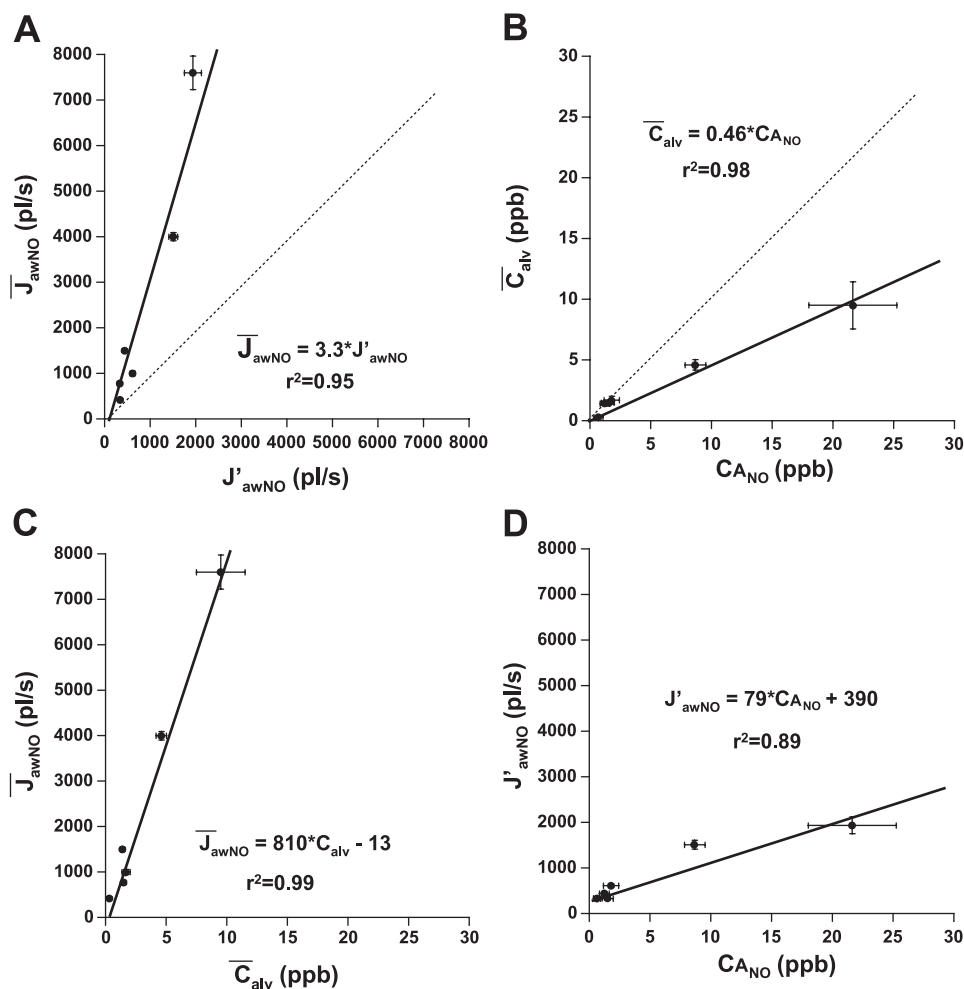 A
8000
7000
6000
5000
4000
3000
2000
1000
0
J̅awNO (pl/s)
J̅awNO = 3.3*J'awNO
r²=0.95
0 1000 2000 3000 4000 5000 6000 7000 8000
J'awNO (pl/s)
B
30
25
20
15
10
5
0
C̅alv (ppb)
C̅alv = 0.46*CANO
r²=0.98
0 5 10 15 20 25 30
CANO (ppb)
C
8000
7000
6000
5000
4000
3000
2000
1000
0
J̅awNO (pl/s)
J̅awNO = 810*Calv - 13
r²=0.99
0 5 10 15 20 25 30
C̅alv (ppb)
D
8000
7000
6000
5000
4000
3000
2000
1000
0
J'awNO (pl/s)
J'awNO = 79*CANO + 390
r²=0.89
0 5 10 15 20 25 30
CANO (ppb)